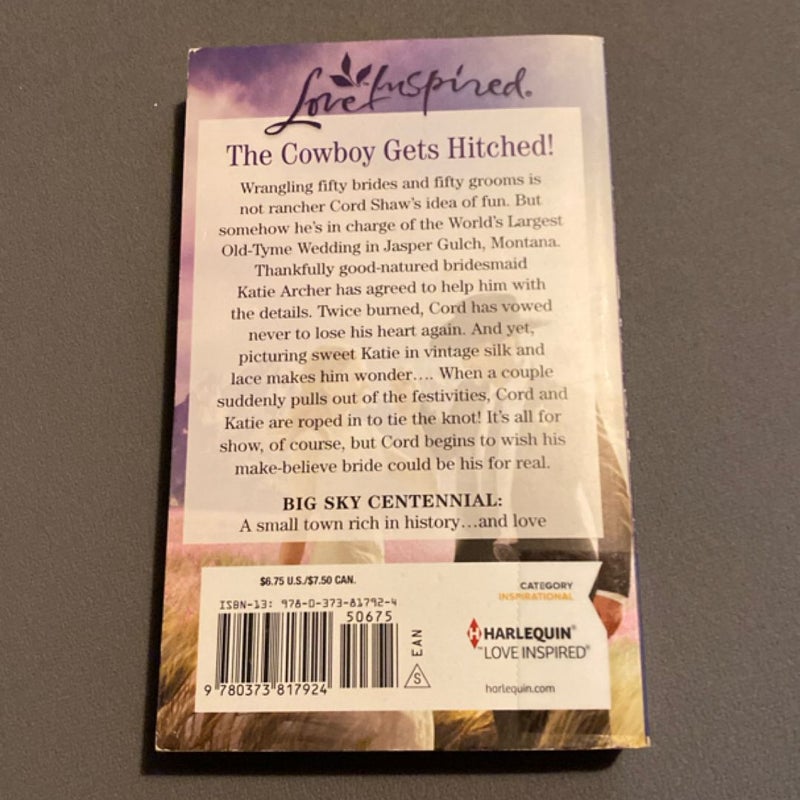 Love Inspired®
The Cowboy Gets Hitched!
Wrangling fifty brides and fifty grooms is
not rancher Cord Shaw's idea of fun. But
somehow he's in charge of the World's Largest
Old-Tyme Wedding in Jasper Gulch, Montana.
Thankfully good-natured bridesmaid
Katie Archer has agreed to help him with
the details. Twice burned, Cord has vowed
never to lose his heart again. And yet,
picturing sweet Katie in vintage silk and
lace makes him wonder.... When a couple
suddenly pulls out of the festivities, Cord and
Katie are roped in to tie the knot! It's all for
show, of course, but Cord begins to wish his
make-believe bride could be his for real.
BIG SKY CENTENNIAL:
A small town rich in history...and love
$6.75 U.S./$7.50 CAN.
ISBN-13: 978-0-373-81792-4
50675
9 780373 817924
EAN
S
CATEGORY
INSPIRATIONAL
H HARLEQUIN®
LOVE INSPIRED®
harlequin.com